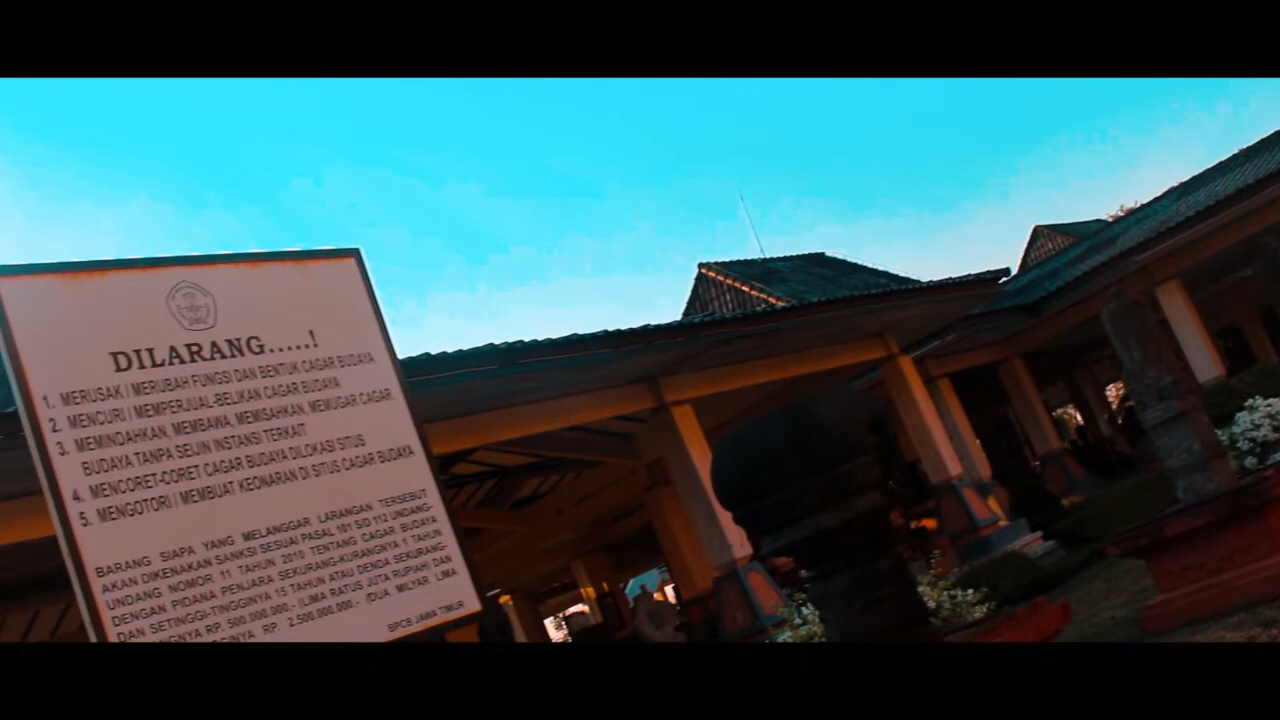 DILARANG.....!
1. MERUSAK / MERUBAH FUNGSI DAN BENTUK CAGAR BUDAYA
2. MENCURI / MEMPERJUAL-BELIKAN CAGAR BUDAYA
3. MEMINDAHKAN, MEMBAWA, MEMISAHKAN, MEMUGAR CAGAR
BUDAYA TANPA SEIJIN INSTANSI TERKAIT
4. MENCORET-CORET CAGAR BUDAYA DILOKASI SITUS
5. MENGOTORI / MEMBUAT KEONARAN DI SITUS CAGAR BUDAYA
BARANG SIAPA YANG MELANGGAR LARANGAN TERSEBUT
AKAN DIKENAKAN SANKSI SESUAI PASAL 101 S/D 112 UNDANG-
UNDANG NOMOR 11 TAHUN 2010 TENTANG CAGAR BUDAYA
DENGAN PIDANA PENJARA SEKURANG-KURANGNYA 1 TAHUN
DAN SETINGGI-TINGGINYA 15 TAHUN ATAU DENDA SEKURANG-
RP. 500.000.000.- (LIMA RATUS JUTA RUPIAH) DAN
RP. 2.500.000.000.- (DUA MILYAR LIMA
BPCB JAWA TIMUR